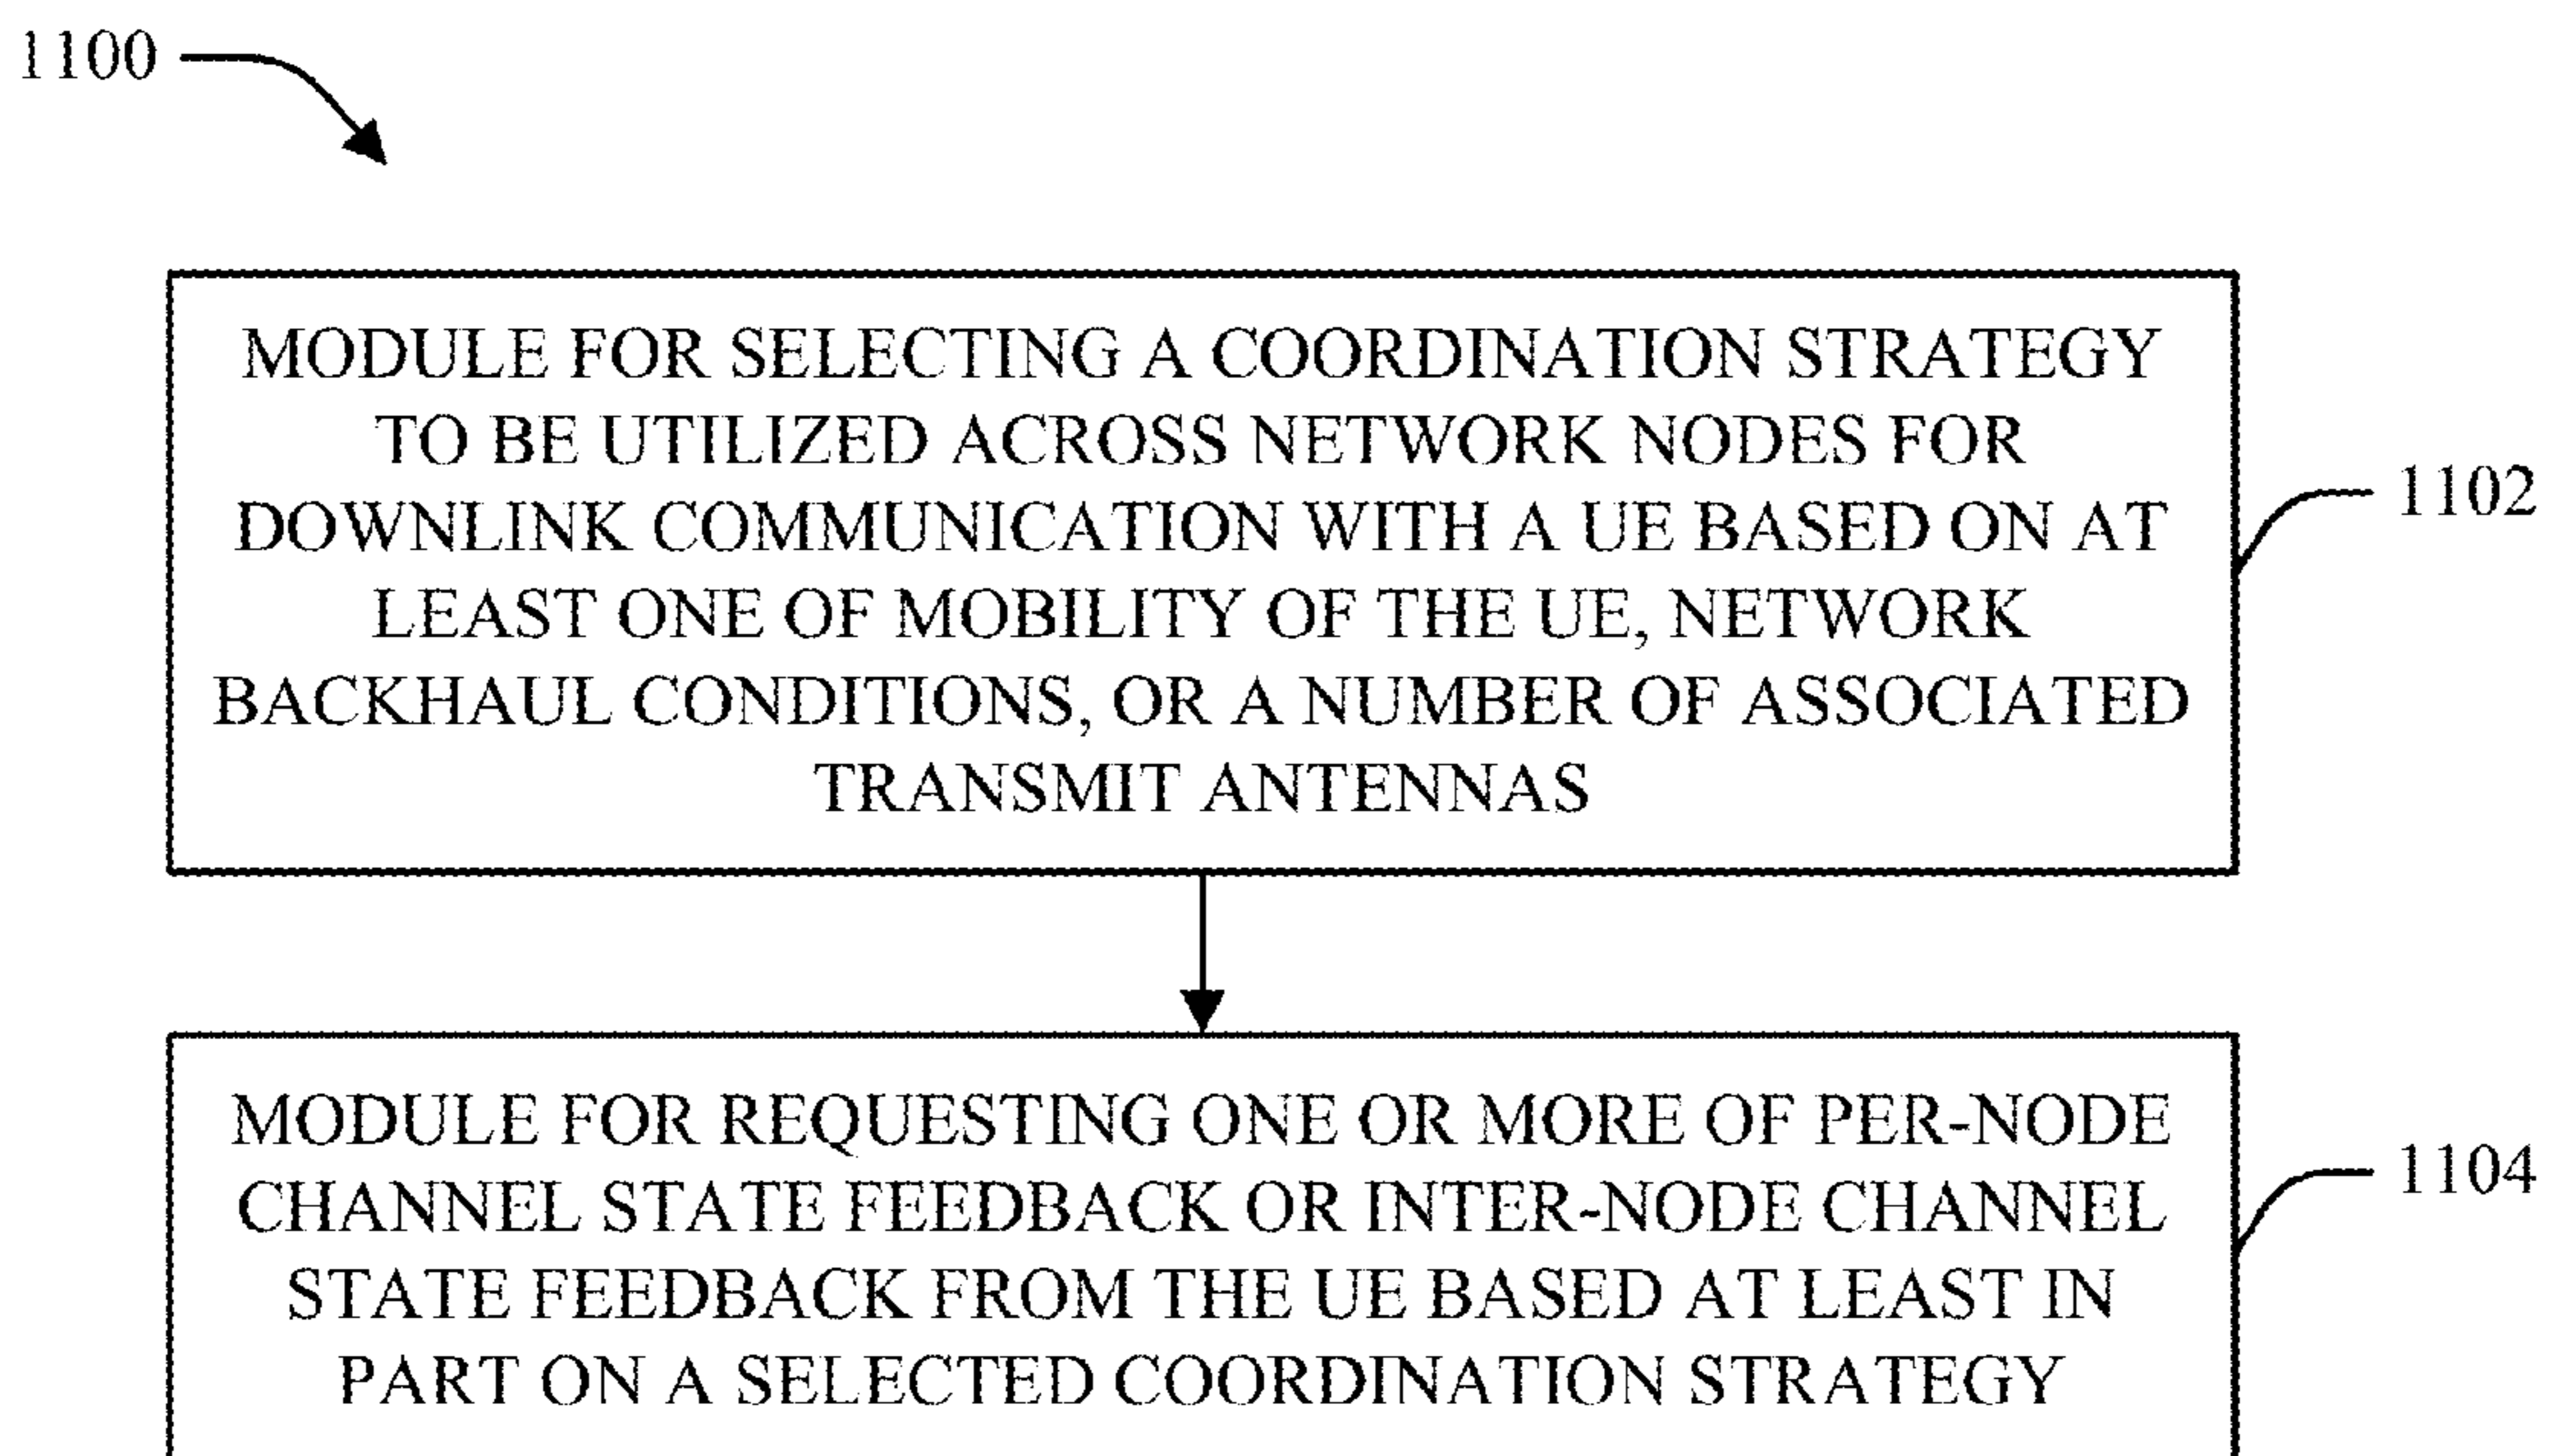 1100
MODULE FOR SELECTING A COORDINATION STRATEGY
TO BE UTILIZED ACROSS NETWORK NODES FOR
DOWNLINK COMMUNICATION WITH A UE BASED ON AT
LEAST ONE OF MOBILITY OF THE UE, NETWORK
BACKHAUL CONDITIONS, OR A NUMBER OF ASSOCIATED
TRANSMIT ANTENNAS
1102
MODULE FOR REQUESTING ONE OR MORE OF PER-NODE
CHANNEL STATE FEEDBACK OR INTER-NODE CHANNEL
STATE FEEDBACK FROM THE UE BASED AT LEAST IN
PART ON A SELECTED COORDINATION STRATEGY
1104